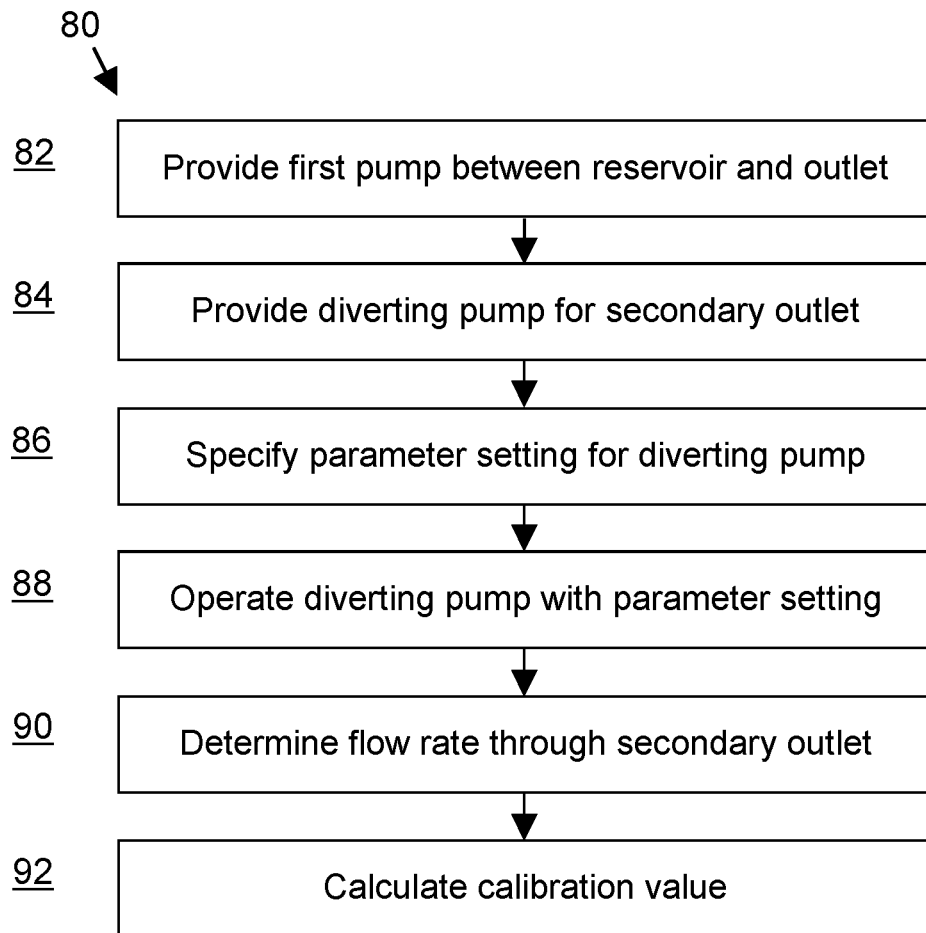 80
82 Provide first pump between reservoir and outlet
84 Provide diverting pump for secondary outlet
86 Specify parameter setting for diverting pump
88 Operate diverting pump with parameter setting
90 Determine flow rate through secondary outlet
92 Calculate calibration value